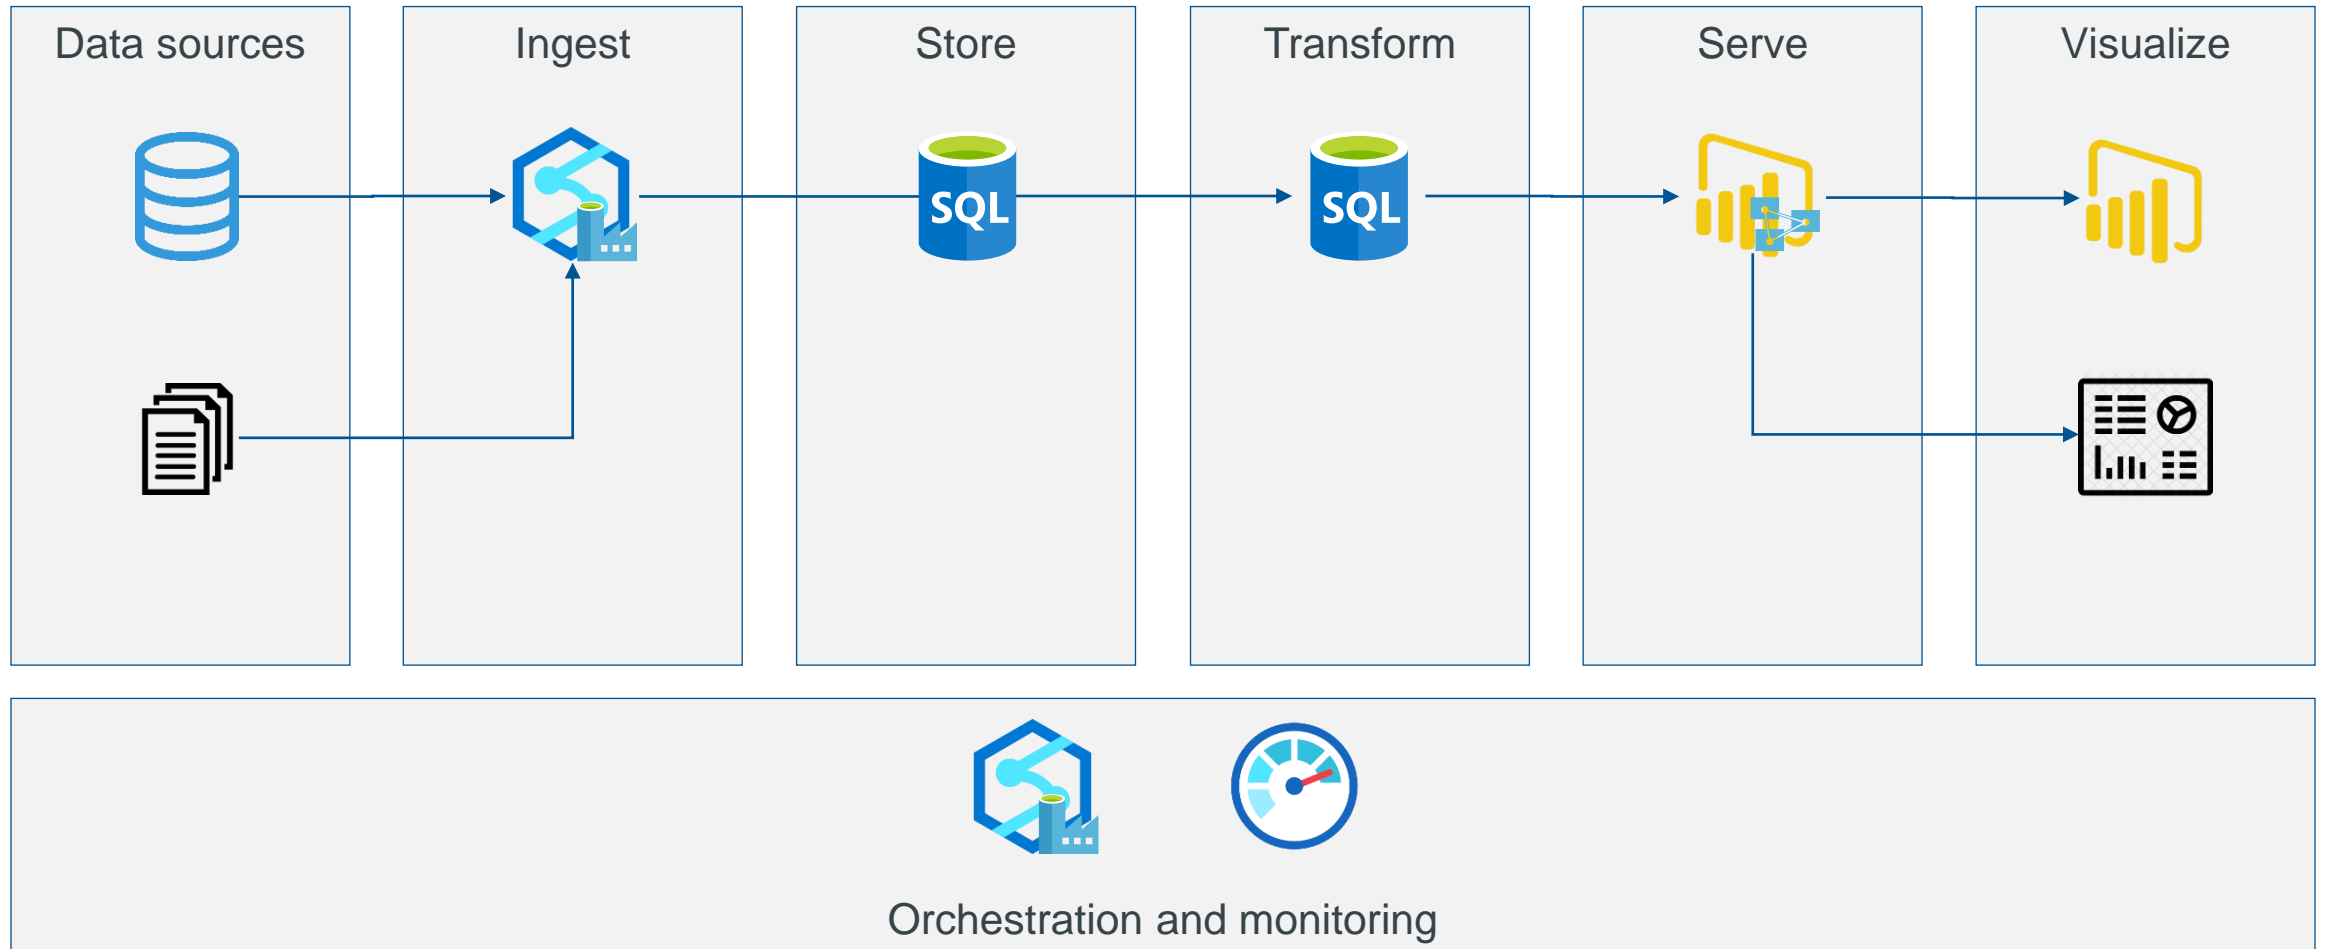 Data sources
Ingest
Store
Transform
Serve
Visualize
SQL
SQL
Orchestration and monitoring